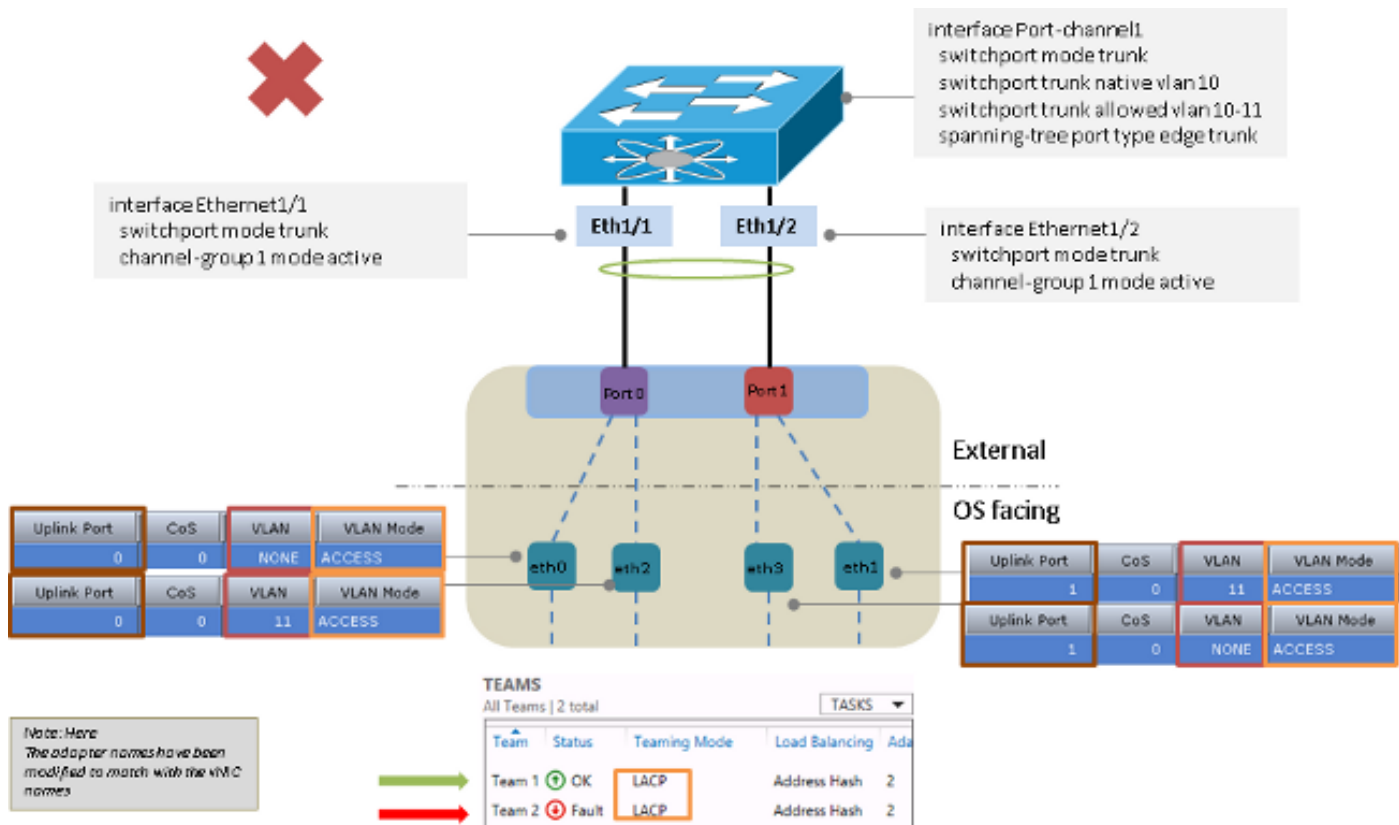 interface Port-channel1
switchport mode trunk
switchport trunk native vlan 10
switchport trunk allowed vlan 10-11
spanning-tree port type edge trunk
interface Ethernet1/1
switchport mode trunk
channel-group 1 mode active
Eth1/1
Eth1/2
interface Ethernet1/2
switchport mode trunk
channel-group 1 mode active
Port 0
Port 1
External
OS facing
Uplink Port CoS VLAN VLAN Mode
0 0 NONE ACCESS
Uplink Port CoS VLAN VLAN Mode
0 0 11 ACCESS
eth0
eth2
eth3
eth1
Uplink Port CoS VLAN VLAN Mode
1 0 11 ACCESS
Uplink Port CoS VLAN VLAN Mode
1 0 NONE ACCESS
TEAMS
All Teams | 2 total
TASKS
Team Status Teaming Mode Load Balancing Ada
Team 1 OK LACP Address Hash 2
Team 2 Fault LACP Address Hash 2
Note: Here
The adapter names have been
modified to match with the vNIC
names